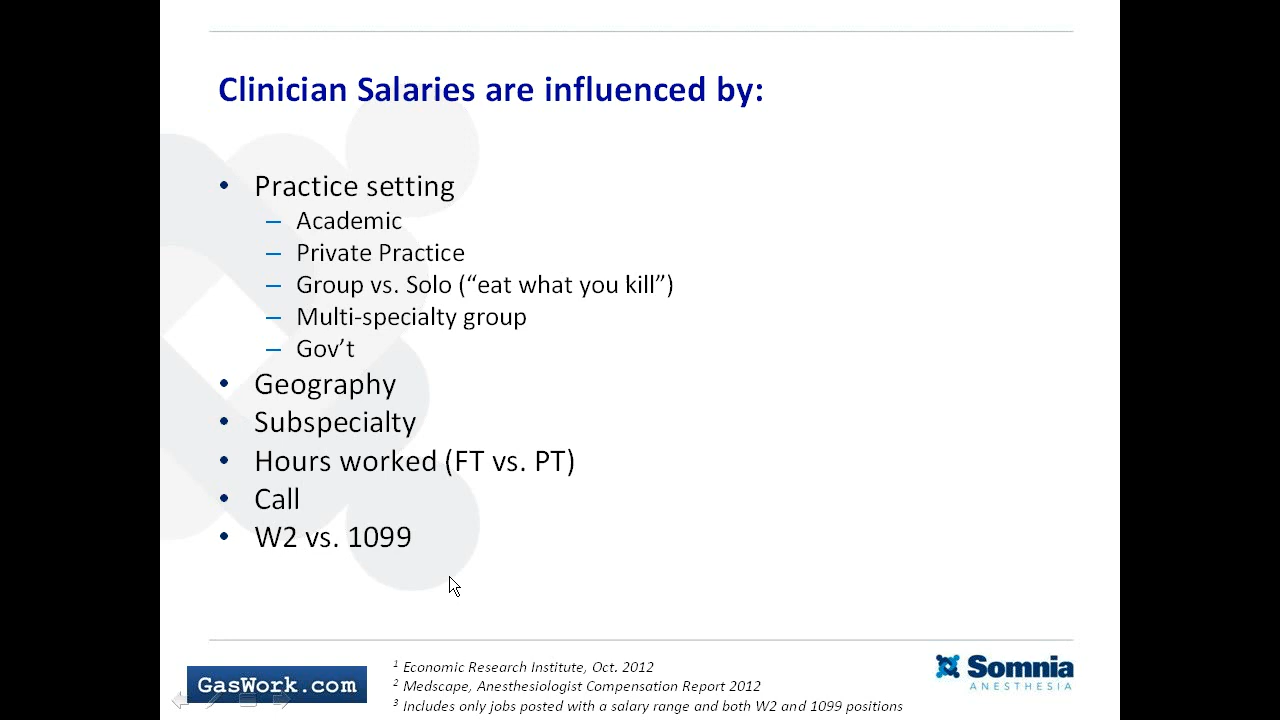 Clinician Salaries are influenced by:
• Practice setting
– Academic
– Private Practice
– Group vs. Solo (“eat what you kill”)
– Multi-specialty group
– Gov’t
• Geography
• Subspecialty
• Hours worked (FT vs. PT)
• Call
• W2 vs. 1099
GasWork.com
1 Economic Research Institute, Oct. 2012
2 Medscape, Anesthesiologist Compensation Report 2012
3 Includes only jobs posted with a salary range and both W2 and 1099 positions
Somnia
ANESTHESIA